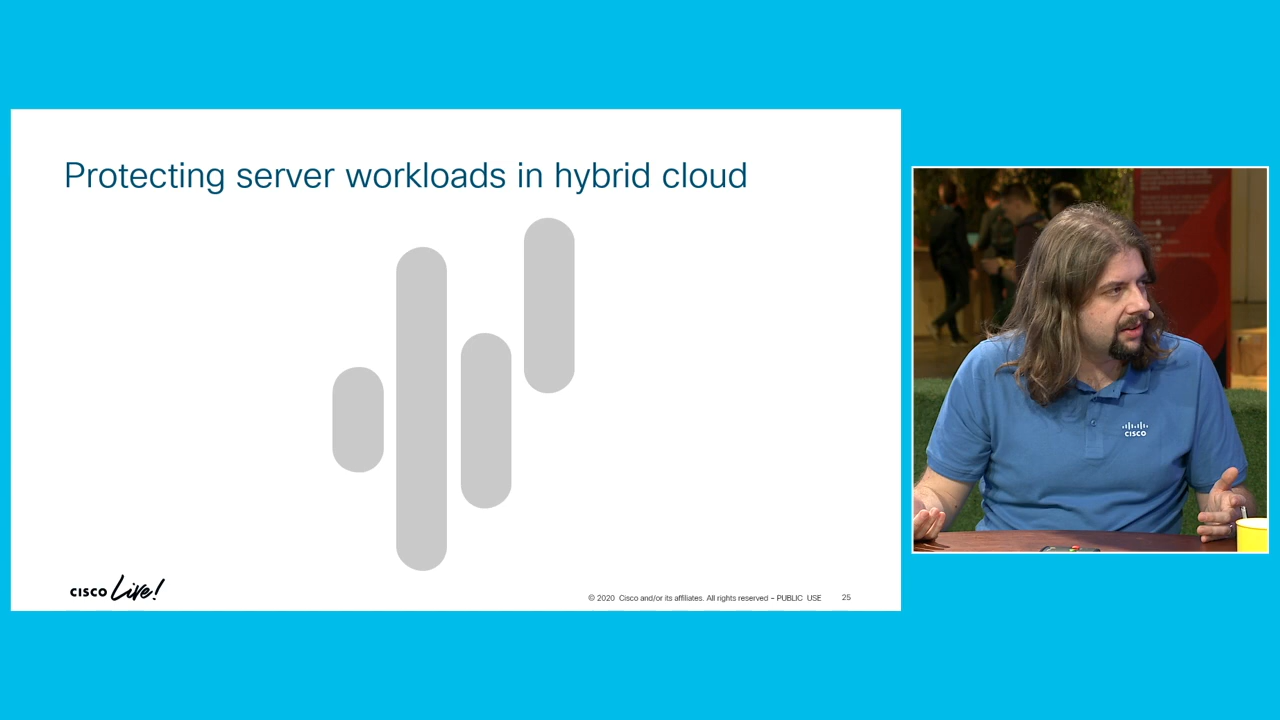 Protecting server workloads in hybrid cloud
CISCO Live!
© 2020 Cisco and/or its affiliates. All rights reserved – PUBLIC USE 25
CISCO